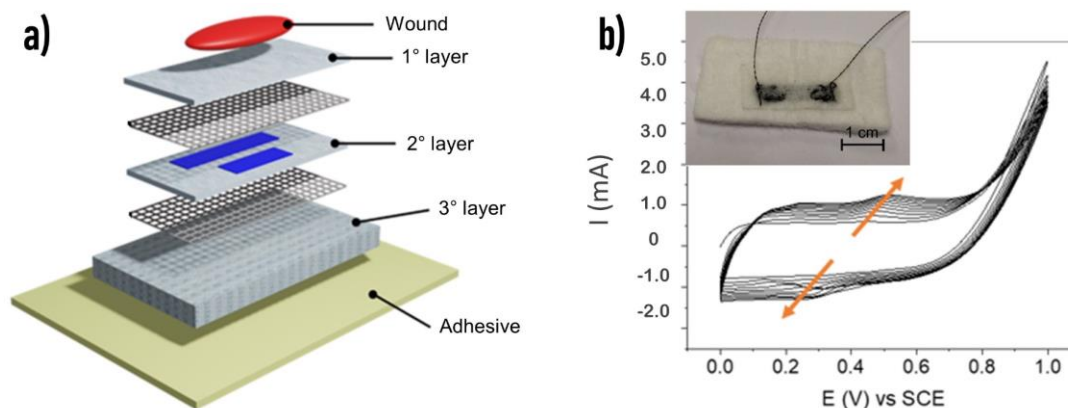 a)
Wound
1° layer
2° layer
3° layer
Adhesive
b)
1 cm
I (mA)
5.0
4.0
3.0
2.0
1.0
0
-1.0
-2.0
0.0 0.2 0.4 0.6 0.8 1.0
E (V) vs SCE